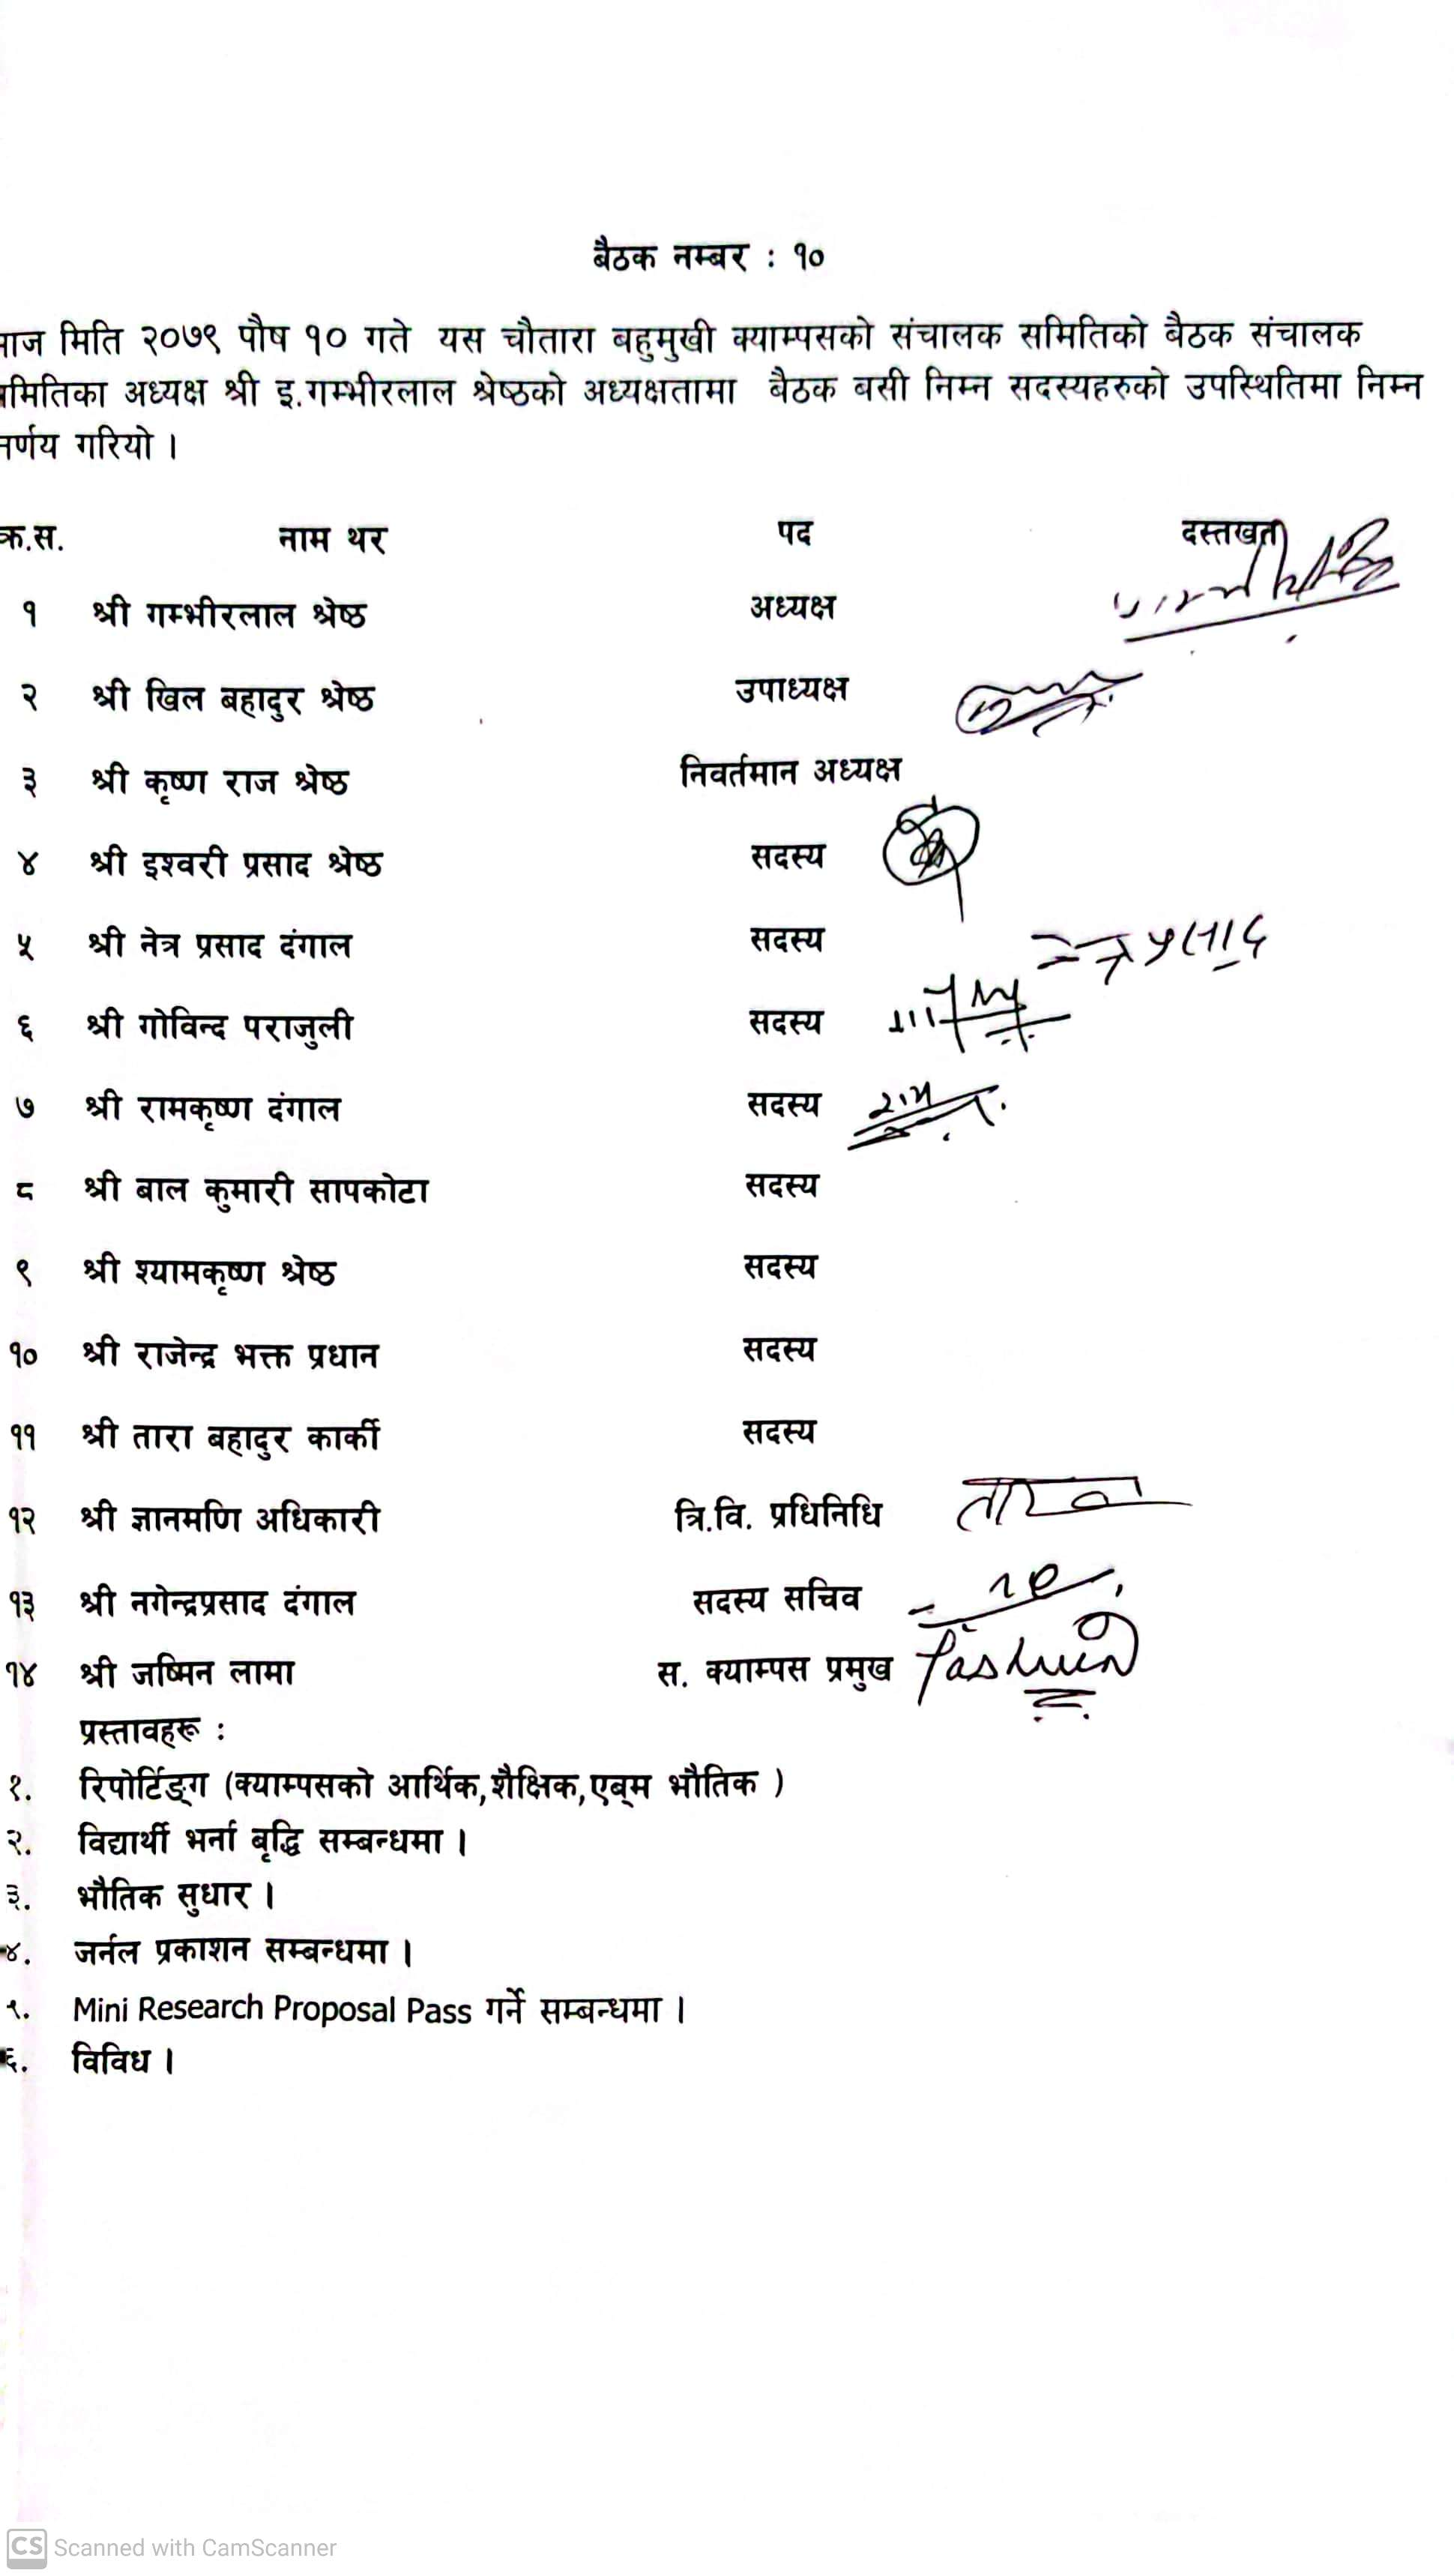 बैठक नम्बर : १०
ाज मिति २०७९ पौष १० गते यस चौतारा बहुमुखी क्याम्पसको संचालक समितिको बैठक संचालक
मितिका अध्यक्ष श्री इ.गम्भीरलाल श्रेष्ठको अध्यक्षतामा बैठक बसी निम्न सदस्यहरुको उपस्थितिमा निम्न
नर्णय गरियो ।
क्र.स. नाम थर पद दस्तखत
१ श्री गम्भीरलाल श्रेष्ठ अध्यक्ष
२ श्री खिल बहादुर श्रेष्ठ उपाध्यक्ष
३ श्री कृष्ण राज श्रेष्ठ निवर्तमान अध्यक्ष
४ श्री इश्वरी प्रसाद श्रेष्ठ सदस्य
५ श्री नेत्र प्रसाद दंगाल सदस्य
६ श्री गोविन्द पराजुली सदस्य
७ श्री रामकृष्ण दंगाल सदस्य राम
८ श्री बाल कुमारी सापकोटा सदस्य
९ श्री श्यामकृष्ण श्रेष्ठ सदस्य
१० श्री राजेन्द्र भक्त प्रधान सदस्य
११ श्री तारा बहादुर कार्की सदस्य
१२ श्री ज्ञानमणि अधिकारी त्रि.वि. प्रधिनिधि तारा
१३ श्री नगेन्द्रप्रसाद दंगाल सदस्य सचिव
१४ श्री जष्मिन लामा स. क्याम्पस प्रमुख
प्रस्तावहरू :
१. रिपोर्टिङ्ग (क्याम्पसको आर्थिक,शैक्षिक,एब्म भौतिक )
२. विद्यार्थी भर्ना बृद्धि सम्बन्धमा ।
३. भौतिक सुधार ।
४. जर्नल प्रकाशन सम्बन्धमा ।
Mini Research Proposal Pass गर्ने सम्बन्धमा ।
६. विविध ।
CS Scanned with CamScanner